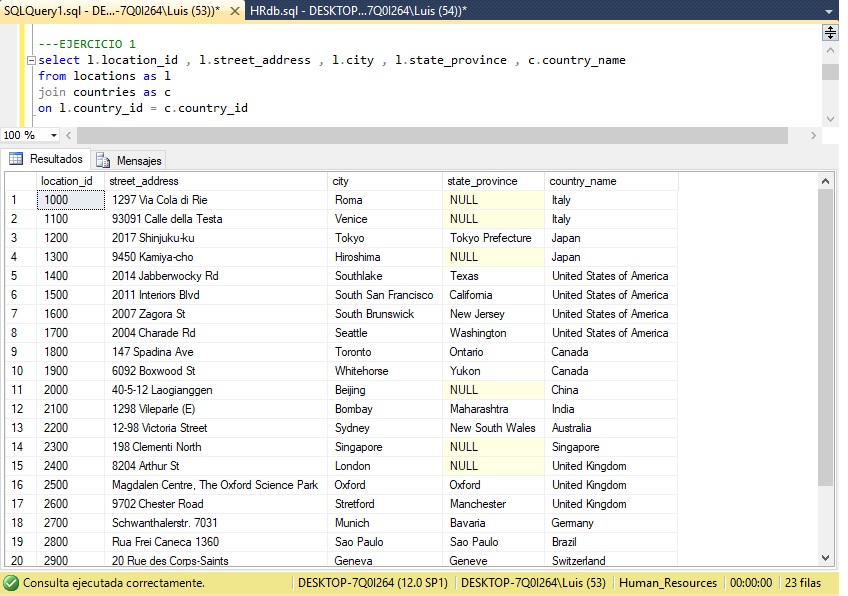 SQLQuery1.sql - DE...-7Q0I264\Luis (53))* HRdb.sql - DESKTOP...7Q0I264\Luis (54))*
---EJERCICIO 1
select l.location_id , l.street_address , l.city , l.state_province , c.country_name
from locations as l
join countries as c
on l.country_id = c.country_id
100 %
Resultados Mensajes
location_id street_address city state_province country_name
1 1000 1297 Via Cola di Rie Roma NULL Italy
2 1100 93091 Calle della Testa Venice NULL Italy
3 1200 2017 Shinjuku-ku Tokyo Tokyo Prefecture Japan
4 1300 9450 Kamiya-cho Hiroshima NULL Japan
5 1400 2014 Jabberwocky Rd Southlake Texas United States of America
6 1500 2011 Interiors Blvd South San Francisco California United States of America
7 1600 2007 Zagora St South Brunswick New Jersey United States of America
8 1700 2004 Charade Rd Seattle Washington United States of America
9 1800 147 Spadina Ave Toronto Ontario Canada
10 1900 6092 Boxwood St Whitehorse Yukon Canada
11 2000 40-5-12 Laogianggen Beijing NULL China
12 2100 1298 Vileparle (E) Bombay Maharashtra India
13 2200 12-98 Victoria Street Sydney New South Wales Australia
14 2300 198 Clementi North Singapore NULL Singapore
15 2400 8204 Arthur St London NULL United Kingdom
16 2500 Magdalen Centre, The Oxford Science Park Oxford Oxford United Kingdom
17 2600 9702 Chester Road Stretford Manchester United Kingdom
18 2700 Schwanthalerstr. 7031 Munich Bavaria Germany
19 2800 Rua Frei Caneca 1360 Sao Paulo Sao Paulo Brazil
20 2900 20 Rue des Corps-Saints Geneva Geneve Switzerland
Consulta ejecutada correctamente. DESKTOP-7Q0I264 (12.0 SP1) DESKTOP-7Q0I264\Luis (53) Human_Resources 00:00:00 23 filas